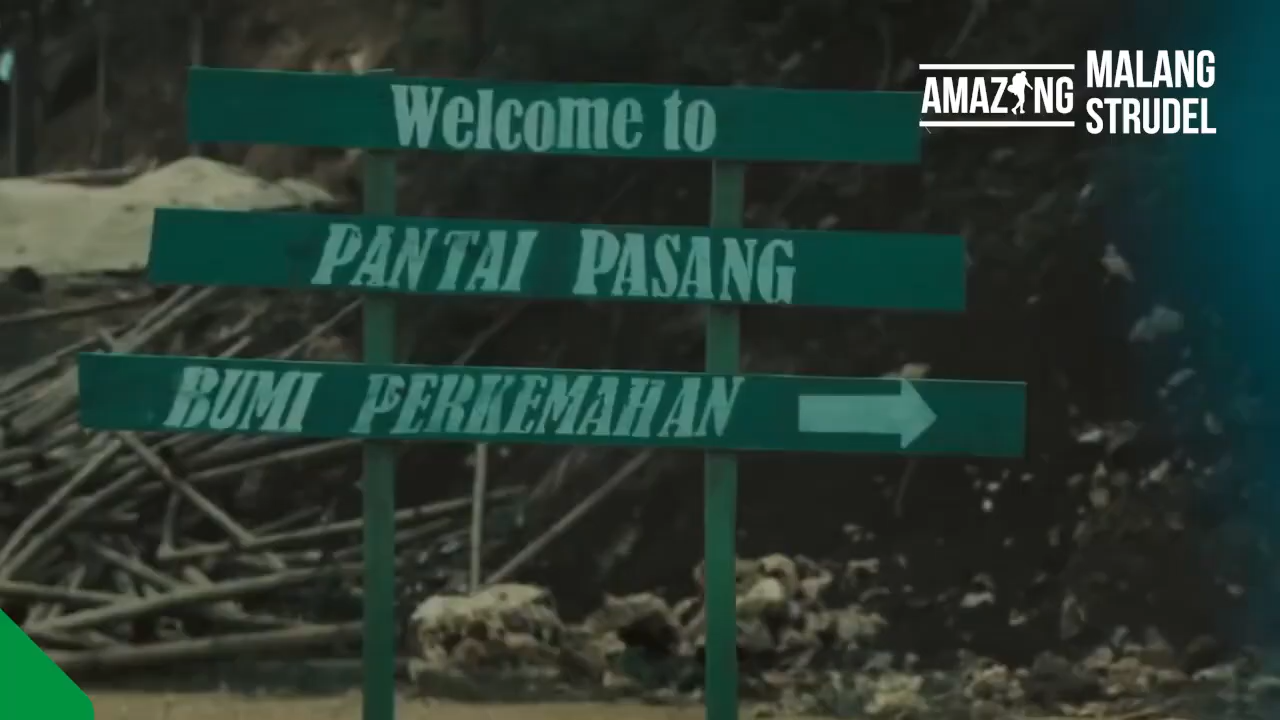 Welcome to
PANTAI PASANG
BUMI PERKEMAHAN
AMAZING
MALANG
STRUDEL